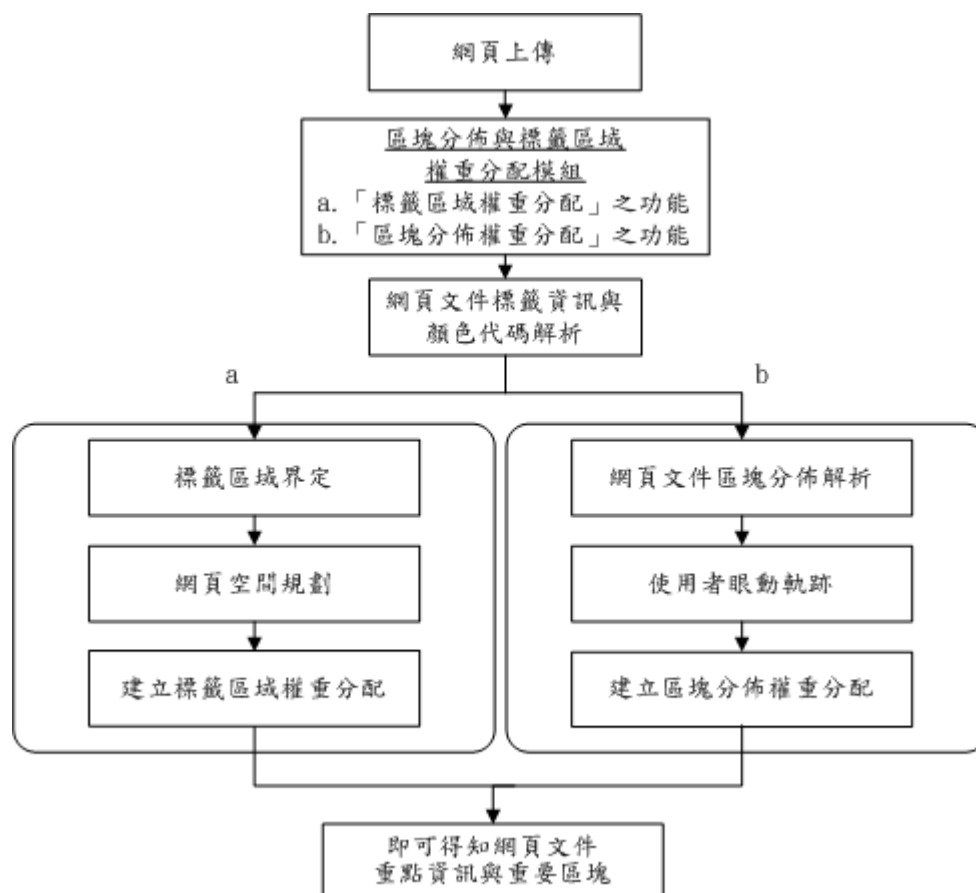 網頁上傳
區塊分佈與標籤區域
權重分配模組
a.「標籤區域權重分配」之功能
b.「區塊分佈權重分配」之功能
網頁文件標籤資訊與
顏色代碼解析
a
b
標籤區域界定
網頁空間規劃
建立標籤區域權重分配
網頁文件區塊分佈解析
使用者眼動軌跡
建立區塊分佈權重分配
即可得知網頁文件
重點資訊與重要區塊